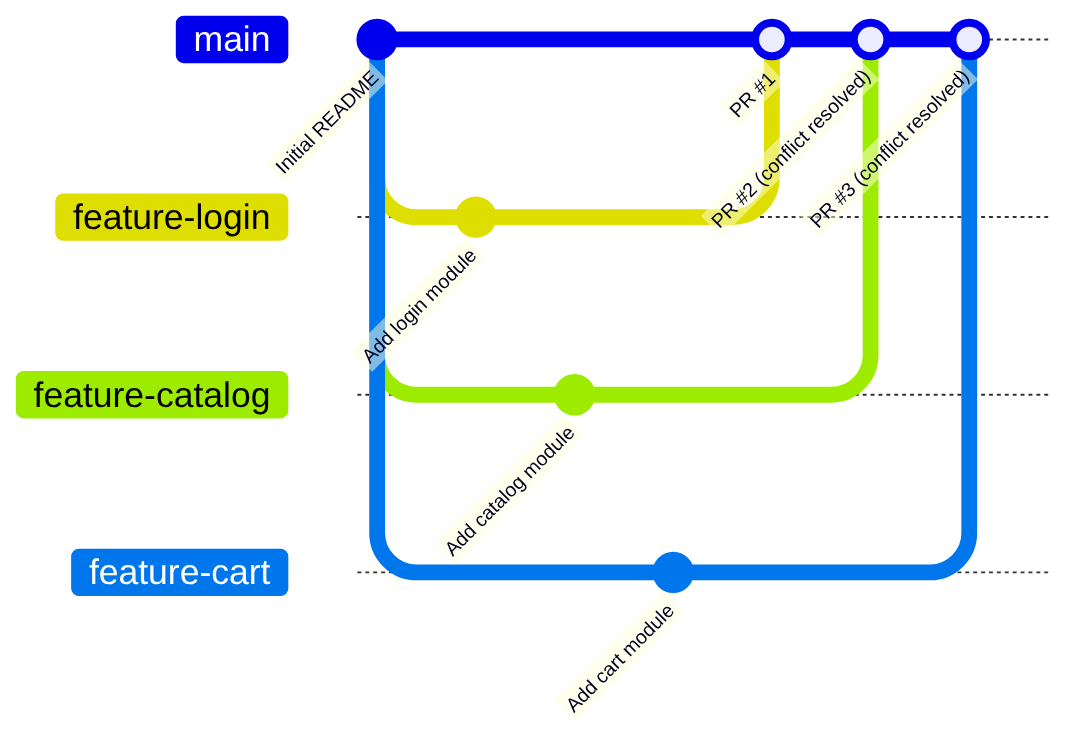 main
Initial README
PR #1
PR #2 (conflict resolved)
PR #3 (conflict resolved)
feature-login
Add login module
feature-catalog
Add catalog module
feature-cart
Add cart module